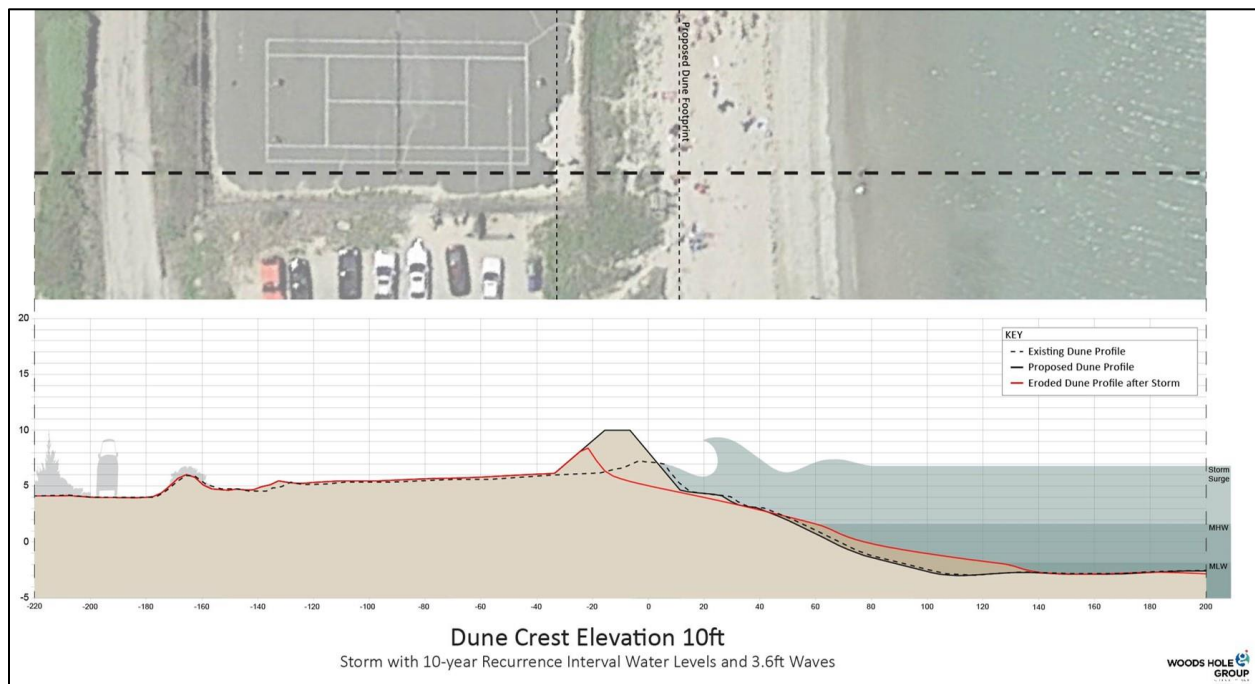 Proposed Dune Footprint
20
15
10
5
0
-5
KEY
Existing Dune Profile
Proposed Dune Profile
Eroded Dune Profile after Storm
Storm
Surge
MHW
MLW
-220 -200 -180 -160 -140 -120 -100 -80 -60 -40 -20 0 20 40 60 80 100 120 140 160 180 200
Dune Crest Elevation 10ft
Storm with 10-year Recurrence Interval Water Levels and 3.6ft Waves
WOODS HOLE
GROUP